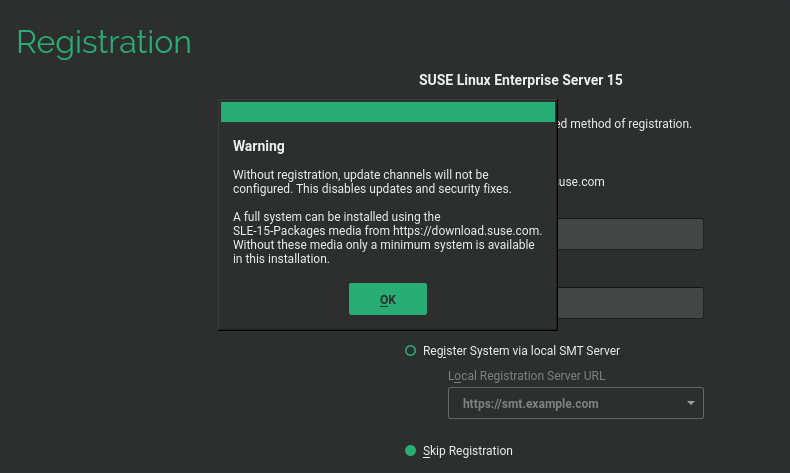 Registration
SUSE Linux Enterprise Server 15
method of registration.
Warning
Without registration, update channels will not be
configured. This disables updates and security fixes.
A full system can be installed using the
SLE-15-Packages media from https://download.suse.com.
Without these media only a minimum system is available
in this installation.
OK
Register System via local SMT Server
Local Registration Server URL
https://smt.example.com
Skip Registration